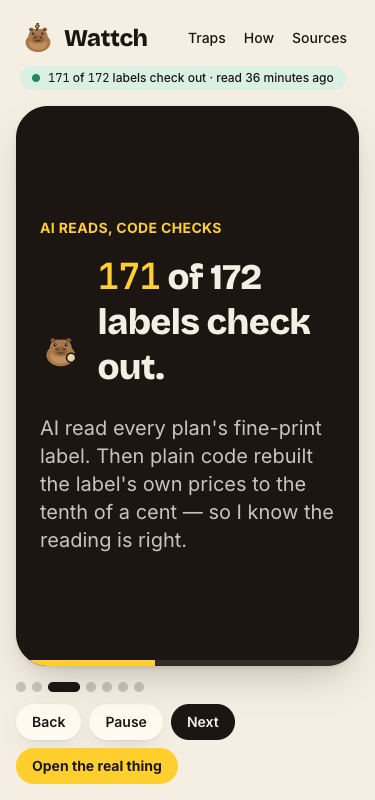 Wattch
Traps How Sources
171 of 172 labels check out · read 36 minutes ago
AI READS, CODE CHECKS
171 of 172
labels check
out.
AI read every plan's fine-print
label. Then plain code rebuilt
the label's own prices to the
tenth of a cent — so I know the
reading is right.
Back Pause Next
Open the real thing